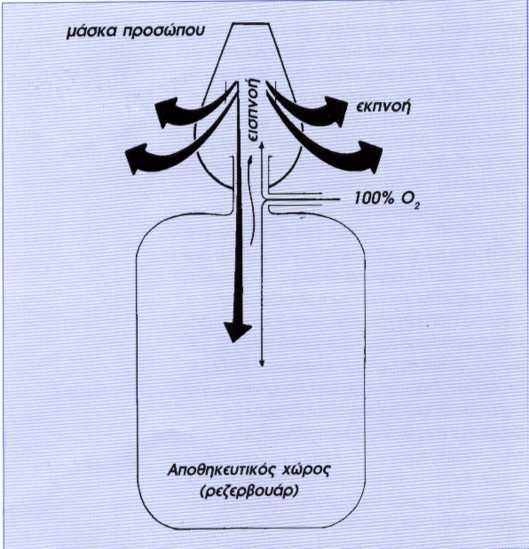 μάσκα προσώπου
εισπνοή
εκπνοή
100% O₂
Αποθηκευτικός χώρος
(ρεζερβουάρ)